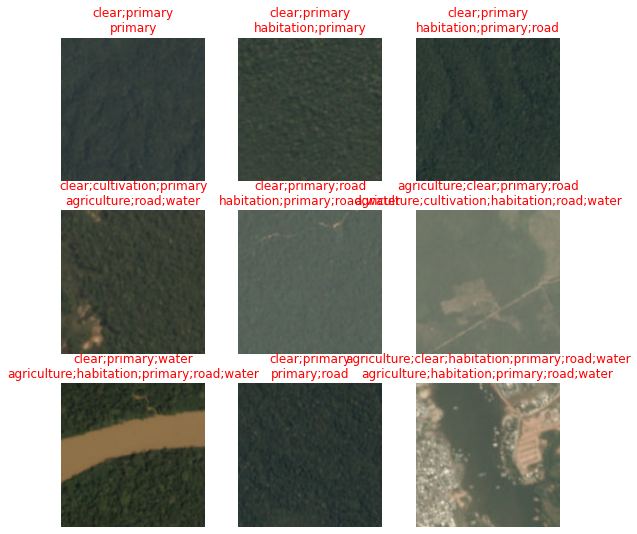 clear;primary
primary
clear;primary
habitation;primary
clear;primary
habitation;primary;road
clear;cultivation;primary
agriculture;road;water
clear;primary;road
habitation;primary;road;water
agriculture;clear;primary;road
agriculture;cultivation;habitation;road;water
clear;primary;water
agriculture;habitation;primary;road;water
clear;primary
primary;road
agriculture;clear;habitation;primary;road;water
agriculture;habitation;primary;road;water